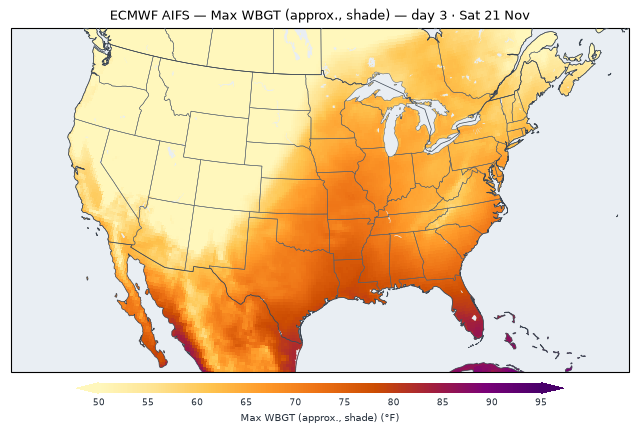 ECMWF AIFS — Max WBGT (approx., shade) — day 3 · Sat 21 Nov
50 55 60 65 70 75 80 85 90 95
Max WBGT (approx., shade) (°F)